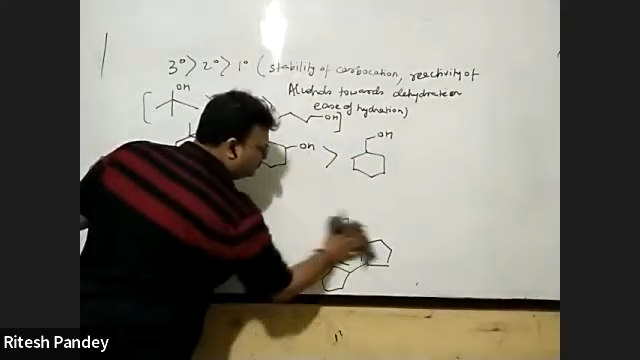 3° > 2° > 1° ( stability of carbocation, reactivity of
Alcohols towards dehydration
ease of hydration)
OH
OH ]
OH >
OH
Ritesh Pandey